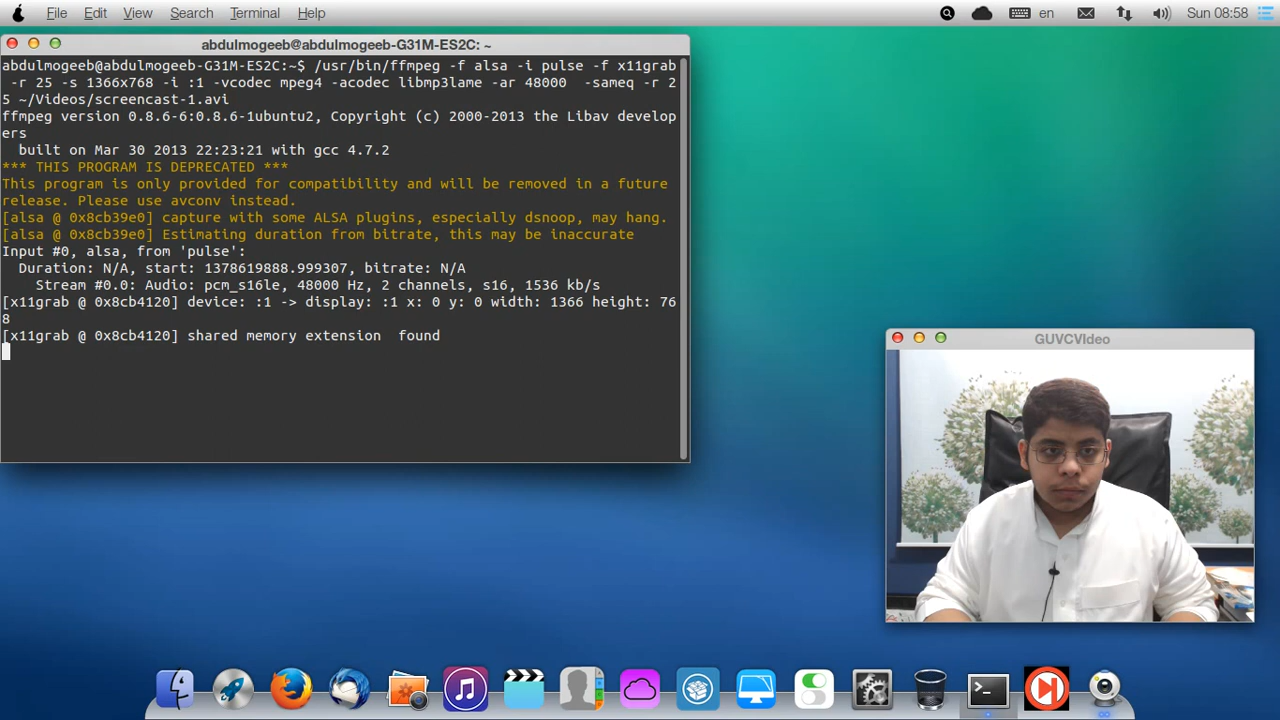 File Edit View Search Terminal Help
en
Sun 08:58
abdulmogeeb@abdulmogeeb-G31M-ES2C: ~
abdulmogeeb@abdulmogeeb-G31M-ES2C:~$ /usr/bin/ffmpeg -f alsa -i pulse -f x11grab
-r 25 -s 1366x768 -i :1 -vcodec mpeg4 -acodec libmp3lame -ar 48000  -sameq -r 2
5 ~/Videos/screencast-1.avi
ffmpeg version 0.8.6-6:0.8.6-1ubuntu2, Copyright (c) 2000-2013 the Libav develop
ers
built on Mar 30 2013 22:23:21 with gcc 4.7.2
*** THIS PROGRAM IS DEPRECATED ***
This program is only provided for compatibility and will be removed in a future
release. Please use avconv instead.
[alsa @ 0x8cb39e0] capture with some ALSA plugins, especially dsnoop, may hang.
[alsa @ 0x8cb39e0] Estimating duration from bitrate, this may be inaccurate
Input #0, alsa, from 'pulse':
Duration: N/A, start: 1378619888.999307, bitrate: N/A
Stream #0.0: Audio: pcm_s16le, 48000 Hz, 2 channels, s16, 1536 kb/s
[x11grab @ 0x8cb4120] device: :1 -> display: :1 x: 0 y: 0 width: 1366 height: 76
8
[x11grab @ 0x8cb4120] shared memory extension  found
GUVCVIdeo